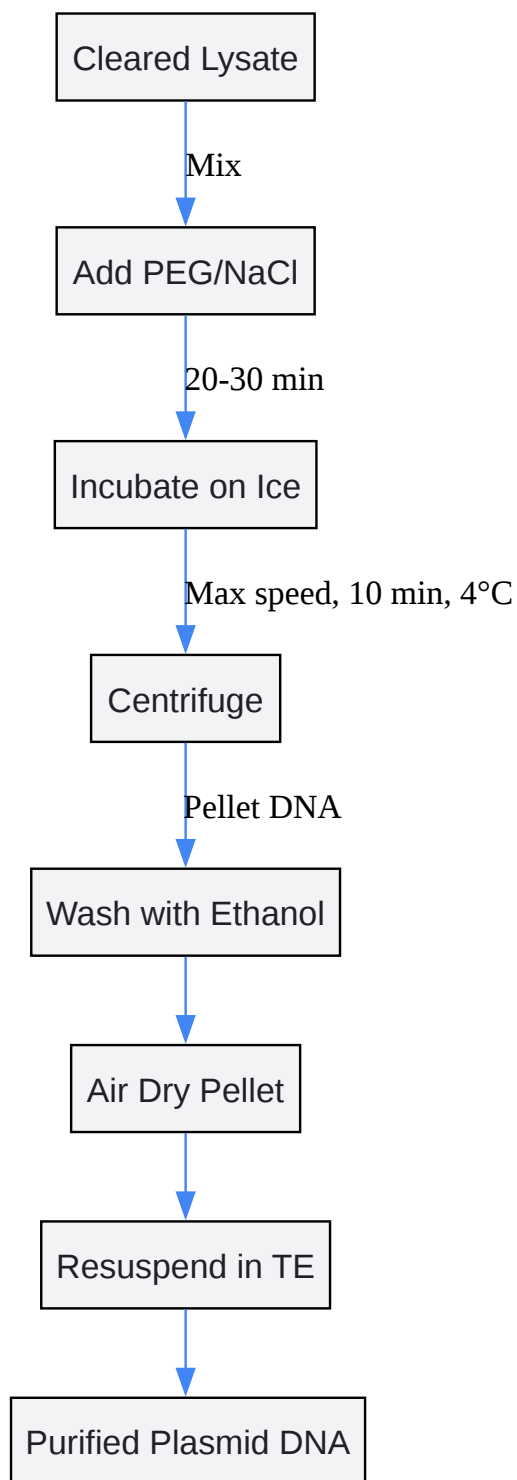 Cleared Lysate
Mix
Add PEG/NaCl
20-30 min
Incubate on Ice
Max speed, 10 min, 4°C
Centrifuge
Pellet DNA
Wash with Ethanol
Air Dry Pellet
Resuspend in TE
Purified Plasmid DNA